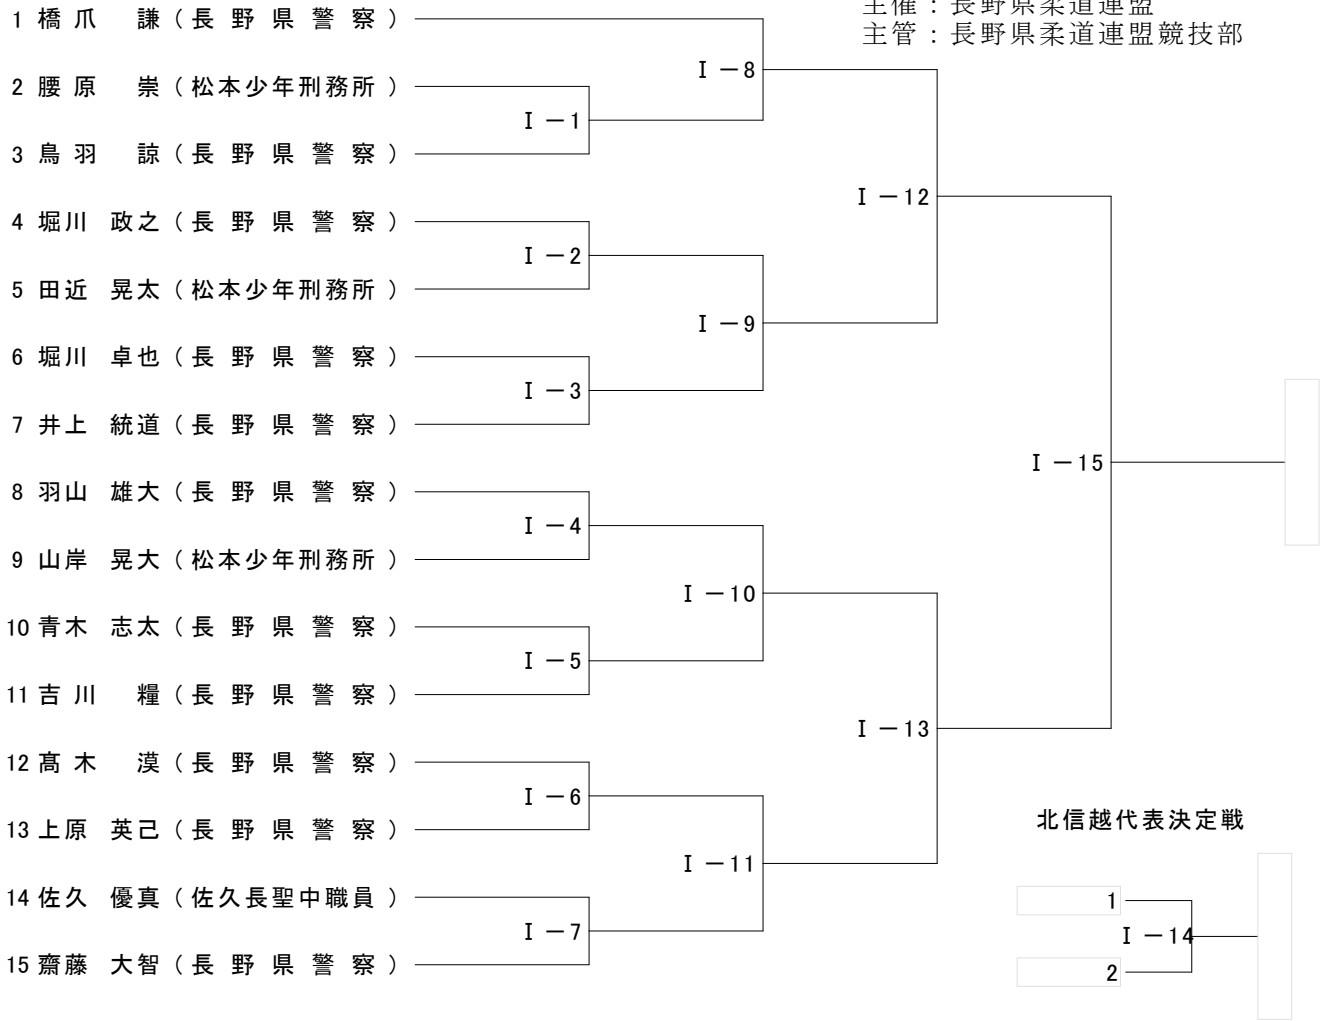 主催：長野県柔道連盟
主管：長野県柔道連盟競技部
1 橋爪 謙（長野県警察）
Ⅰ－8
2 腰原 崇（松本少年刑務所）
Ⅰ－1
3 鳥羽 諒（長野県警察）
Ⅰ－12
4 堀川 政之（長野県警察）
Ⅰ－2
5 田近 晃太（松本少年刑務所）
Ⅰ－9
6 堀川 卓也（長野県警察）
Ⅰ－3
7 井上 統道（長野県警察）
Ⅰ－15
8 羽山 雄大（長野県警察）
Ⅰ－4
9 山岸 晃大（松本少年刑務所）
Ⅰ－10
10 青木 志太（長野県警察）
Ⅰ－5
11 吉川 糧（長野県警察）
Ⅰ－13
12 髙木 漠（長野県警察）
Ⅰ－6
13 上原 英己（長野県警察）
北信越代表決定戦
Ⅰ－11
14 佐久 優真（佐久長聖中職員）
1
Ⅰ－7
Ⅰ－14
15 齋藤 大智（長野県警察）
2